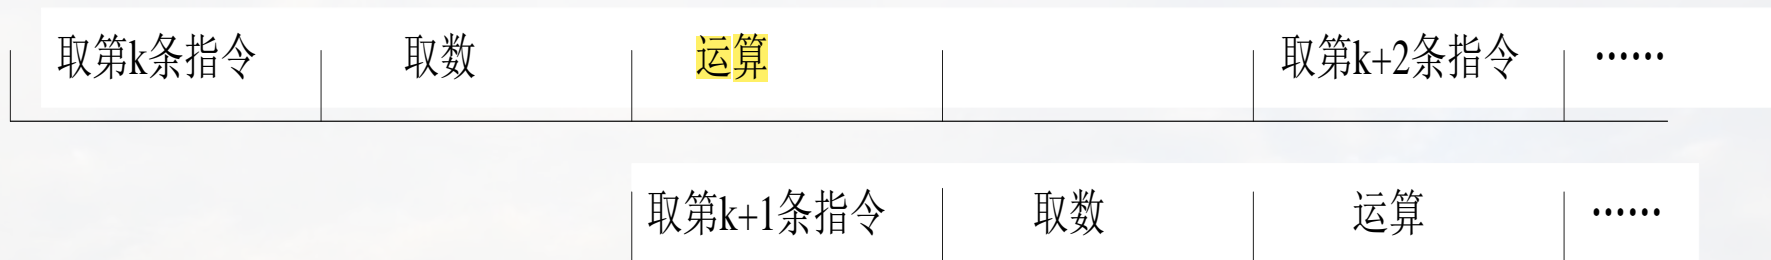 取第k条指令 取数 运算 取第k+2条指令 ……
取第k+1条指令 取数 运算 ……